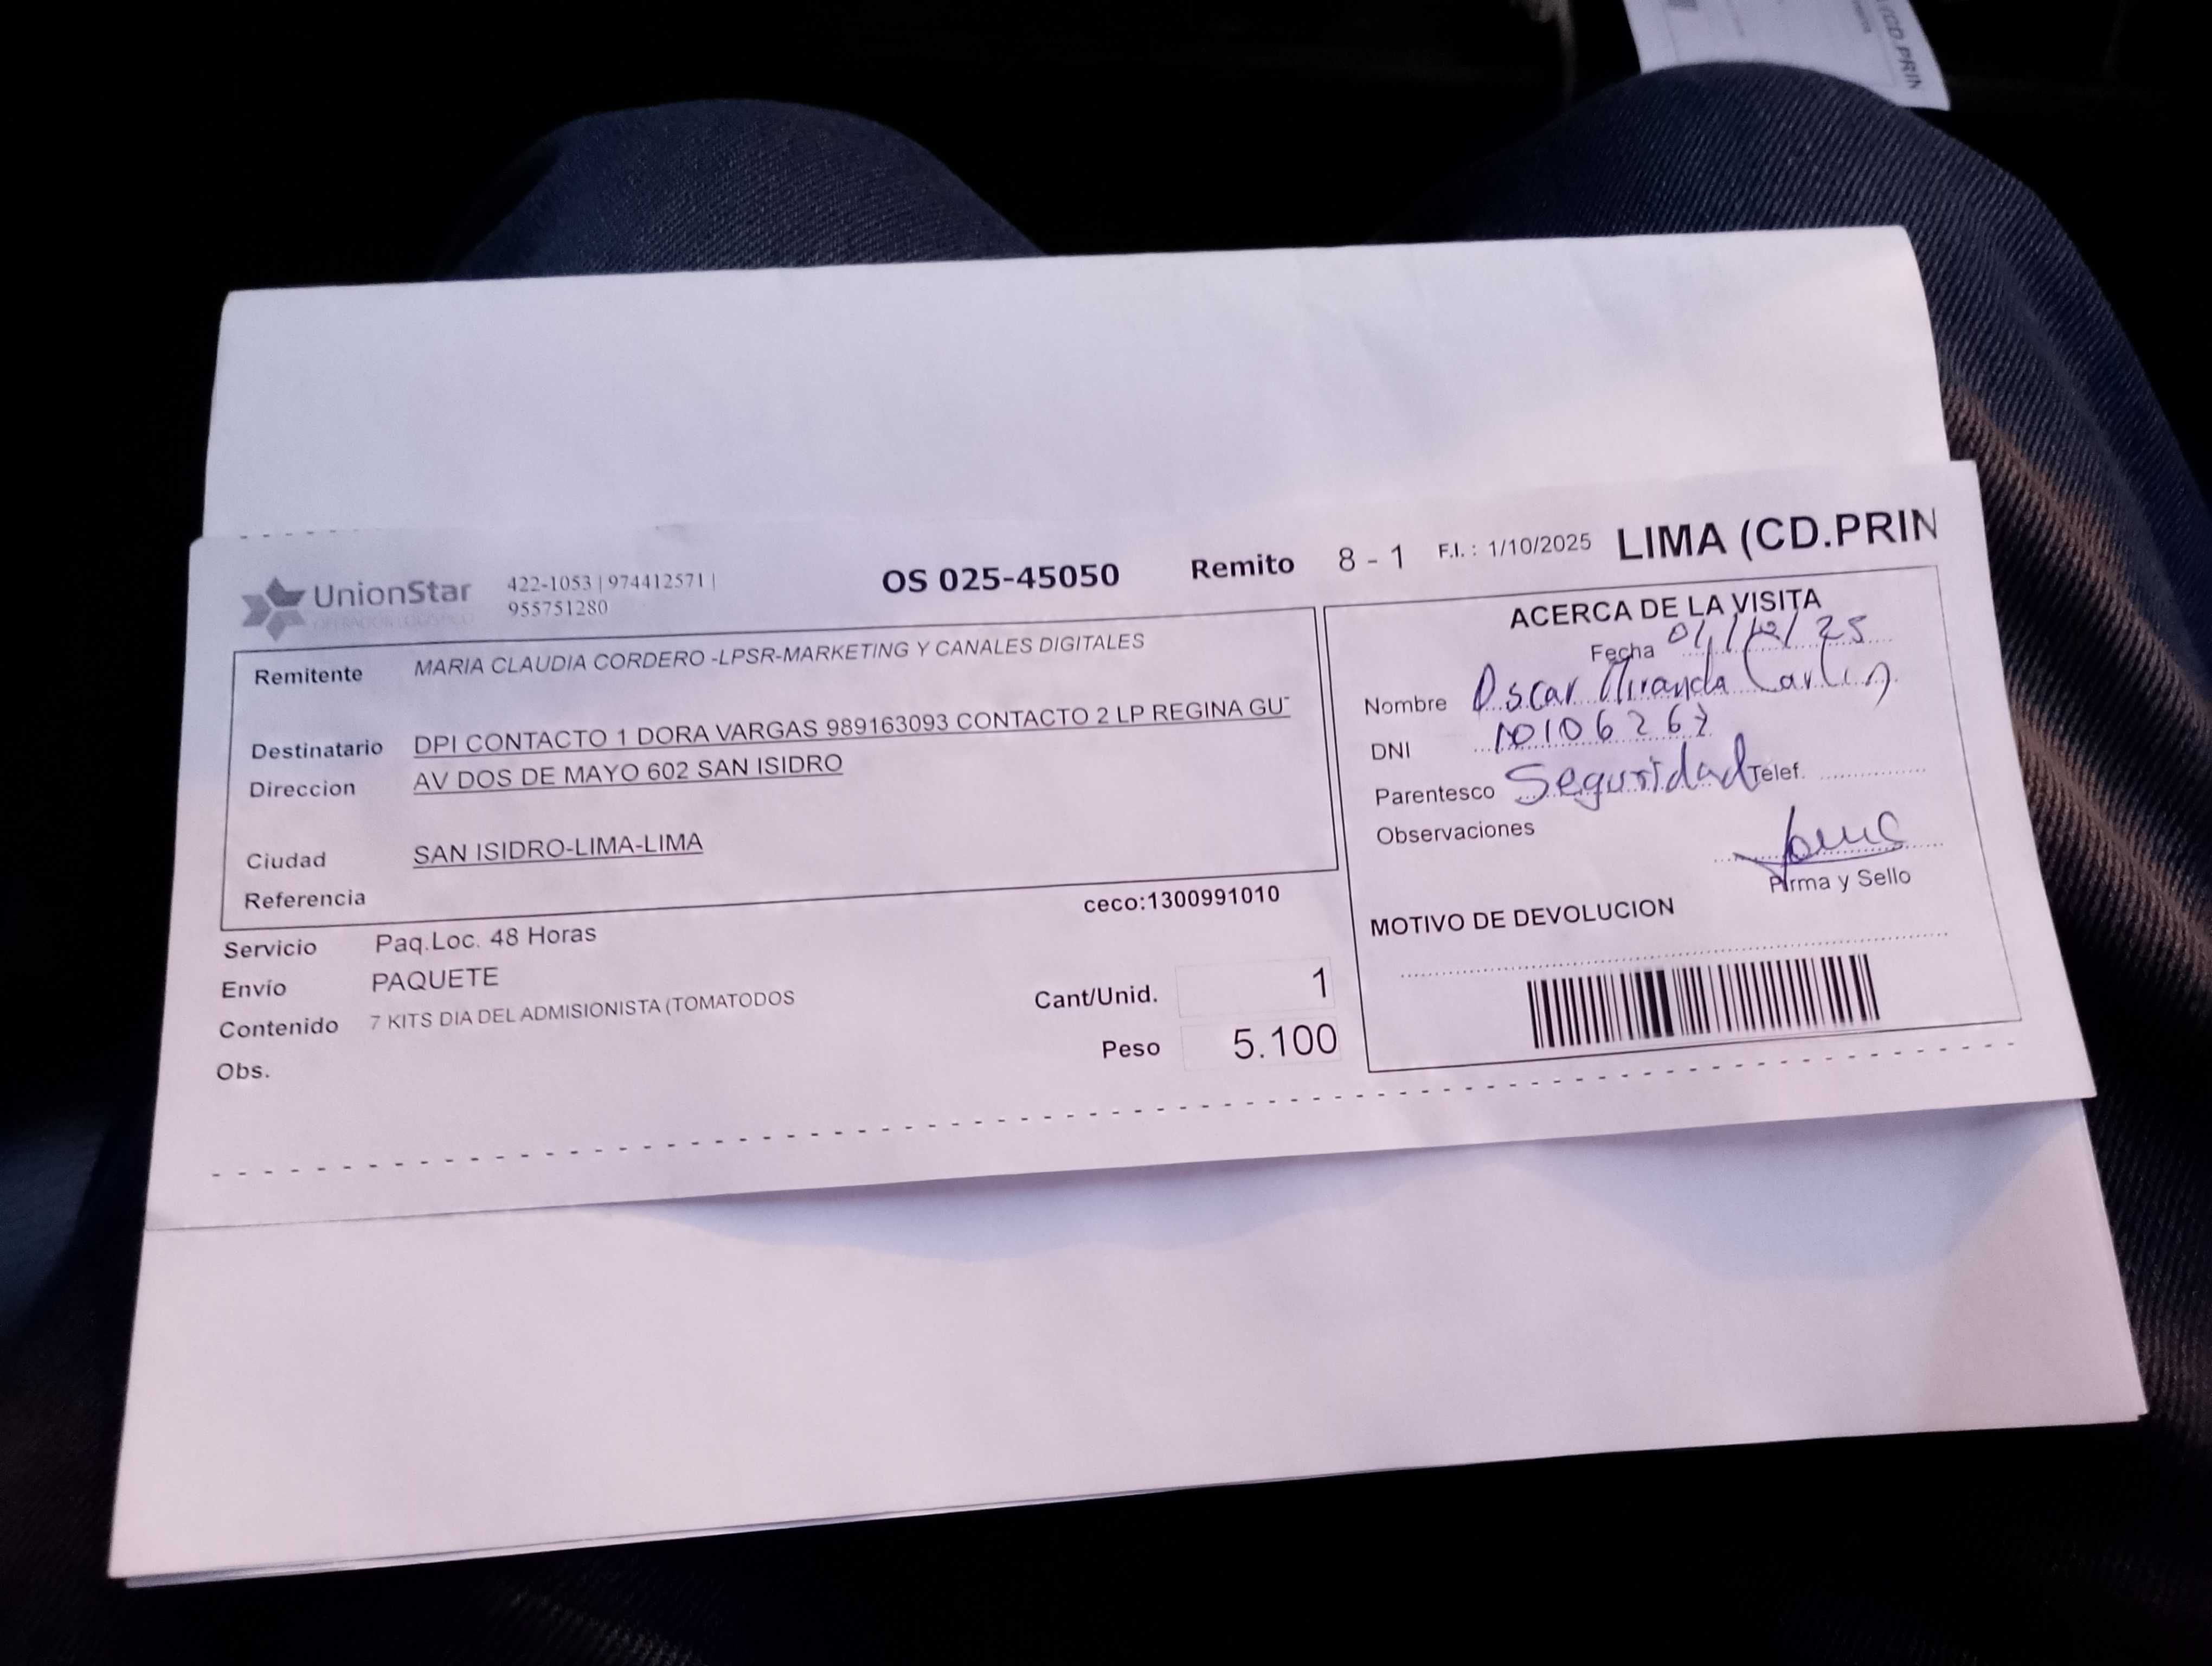 (CD.PRIN
UnionStar
422-1053 | 974412571 |
955751280
OS 025-45050
Remito 8 - 1
F.I. : 1/10/2025
LIMA (CD.PRIN
Remitente MARIA CLAUDIA CORDERO -LPSR-MARKETING Y CANALES DIGITALES
Destinatario DPI CONTACTO 1 DORA VARGAS 989163093 CONTACTO 2 LP REGINA GU
Direccion AV DOS DE MAYO 602 SAN ISIDRO
Ciudad SAN ISIDRO-LIMA-LIMA
Referencia
ceco:1300991010
Servicio Paq.Loc. 48 Horas
Envio PAQUETE
Contenido 7 KITS DIA DEL ADMISIONISTA (TOMATODOS
Obs.
Cant/Unid. 1
Peso 5.100
ACERCA DE LA VISITA
Fecha
Nombre Oscar Miranda
DNI
Parentesco Seguridad Telef.
Observaciones
Firma y Sello
MOTIVO DE DEVOLUCION